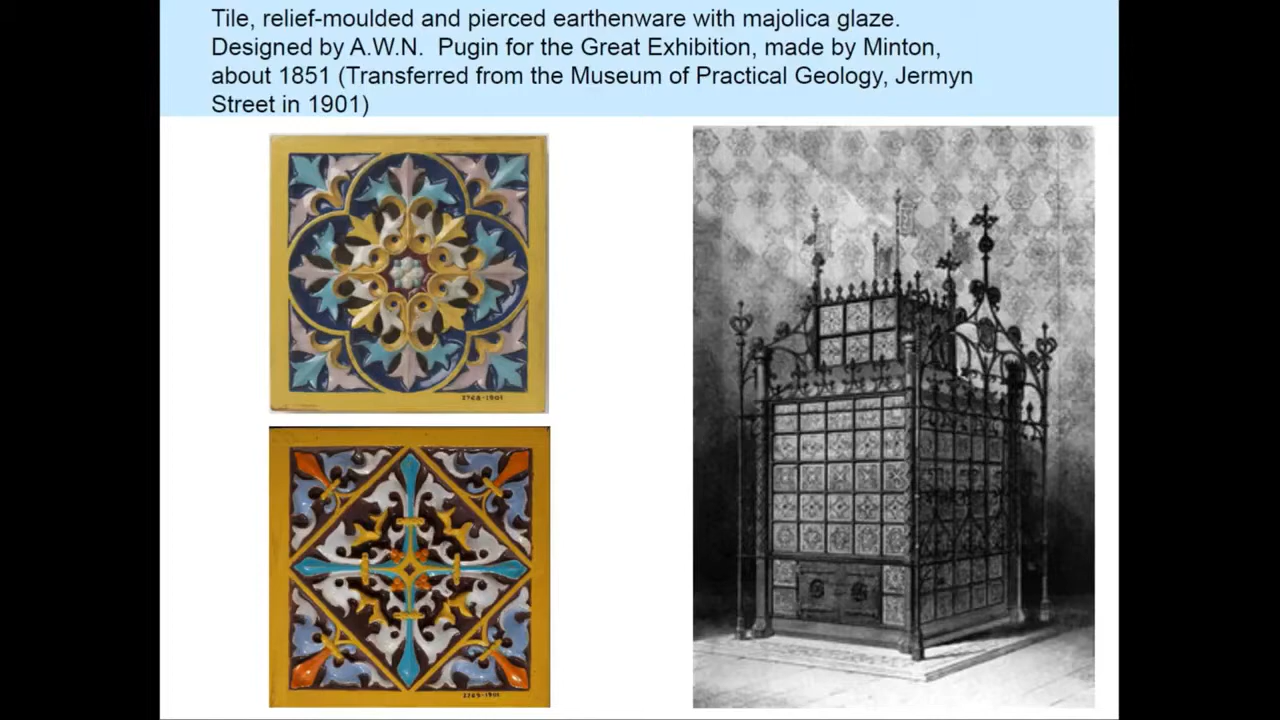 Tile, relief-moulded and pierced earthenware with majolica glaze.
Designed by A.W.N.  Pugin for the Great Exhibition, made by Minton,
about 1851 (Transferred from the Museum of Practical Geology, Jermyn
Street in 1901)
2768-1901
2769-1901